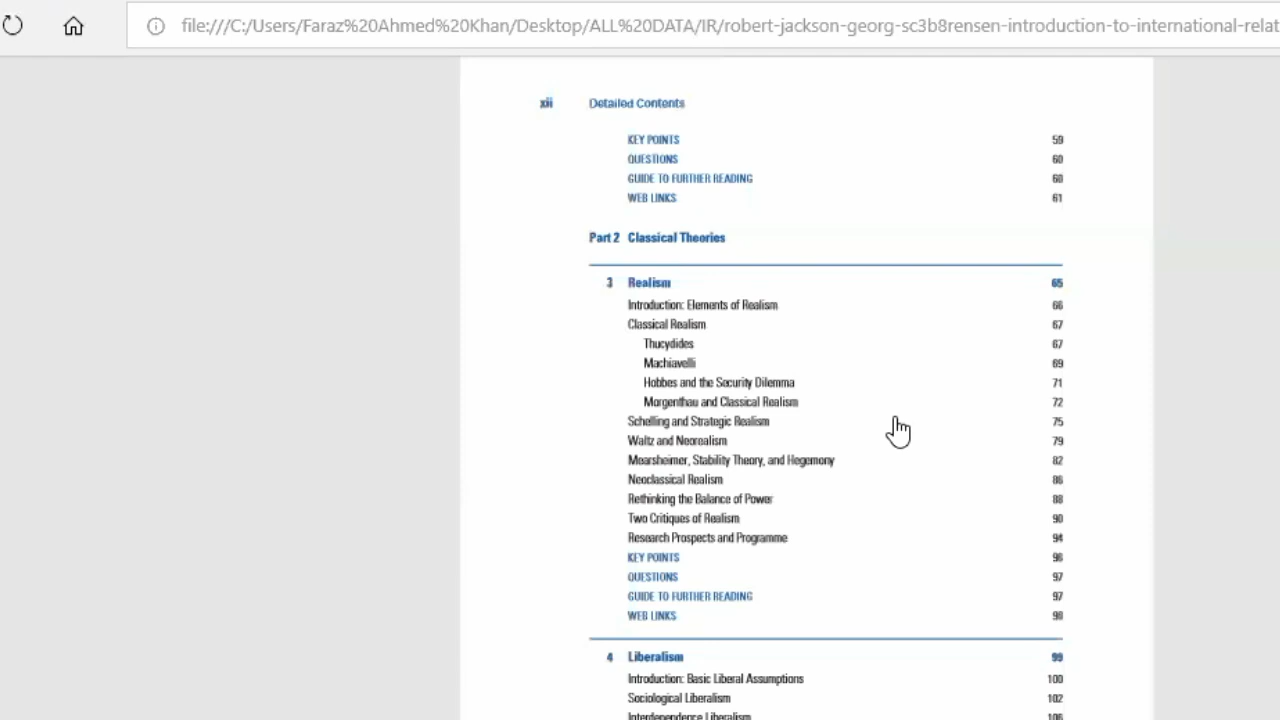 file:///C:/Users/Faraz%20Ahmed%20Khan/Desktop/ALL%20DATA/IR/robert-jackson-georg-sc3b8rensen-introduction-to-international-relat
xii Detailed Contents
KEY POINTS 59
QUESTIONS 60
GUIDE TO FURTHER READING 60
WEB LINKS 61
Part 2 Classical Theories
3 Realism 65
Introduction: Elements of Realism 66
Classical Realism 67
Thucydides 67
Machiavelli 69
Hobbes and the Security Dilemma 71
Morgenthau and Classical Realism 72
Schelling and Strategic Realism 75
Waltz and Neorealism 79
Mearsheimer, Stability Theory, and Hegemony 82
Neoclassical Realism 86
Rethinking the Balance of Power 88
Two Critiques of Realism 90
Research Prospects and Programme 94
KEY POINTS 96
QUESTIONS 97
GUIDE TO FURTHER READING 97
WEB LINKS 98
4 Liberalism 99
Introduction: Basic Liberal Assumptions 100
Sociological Liberalism 102
Interdependence Liberalism 106